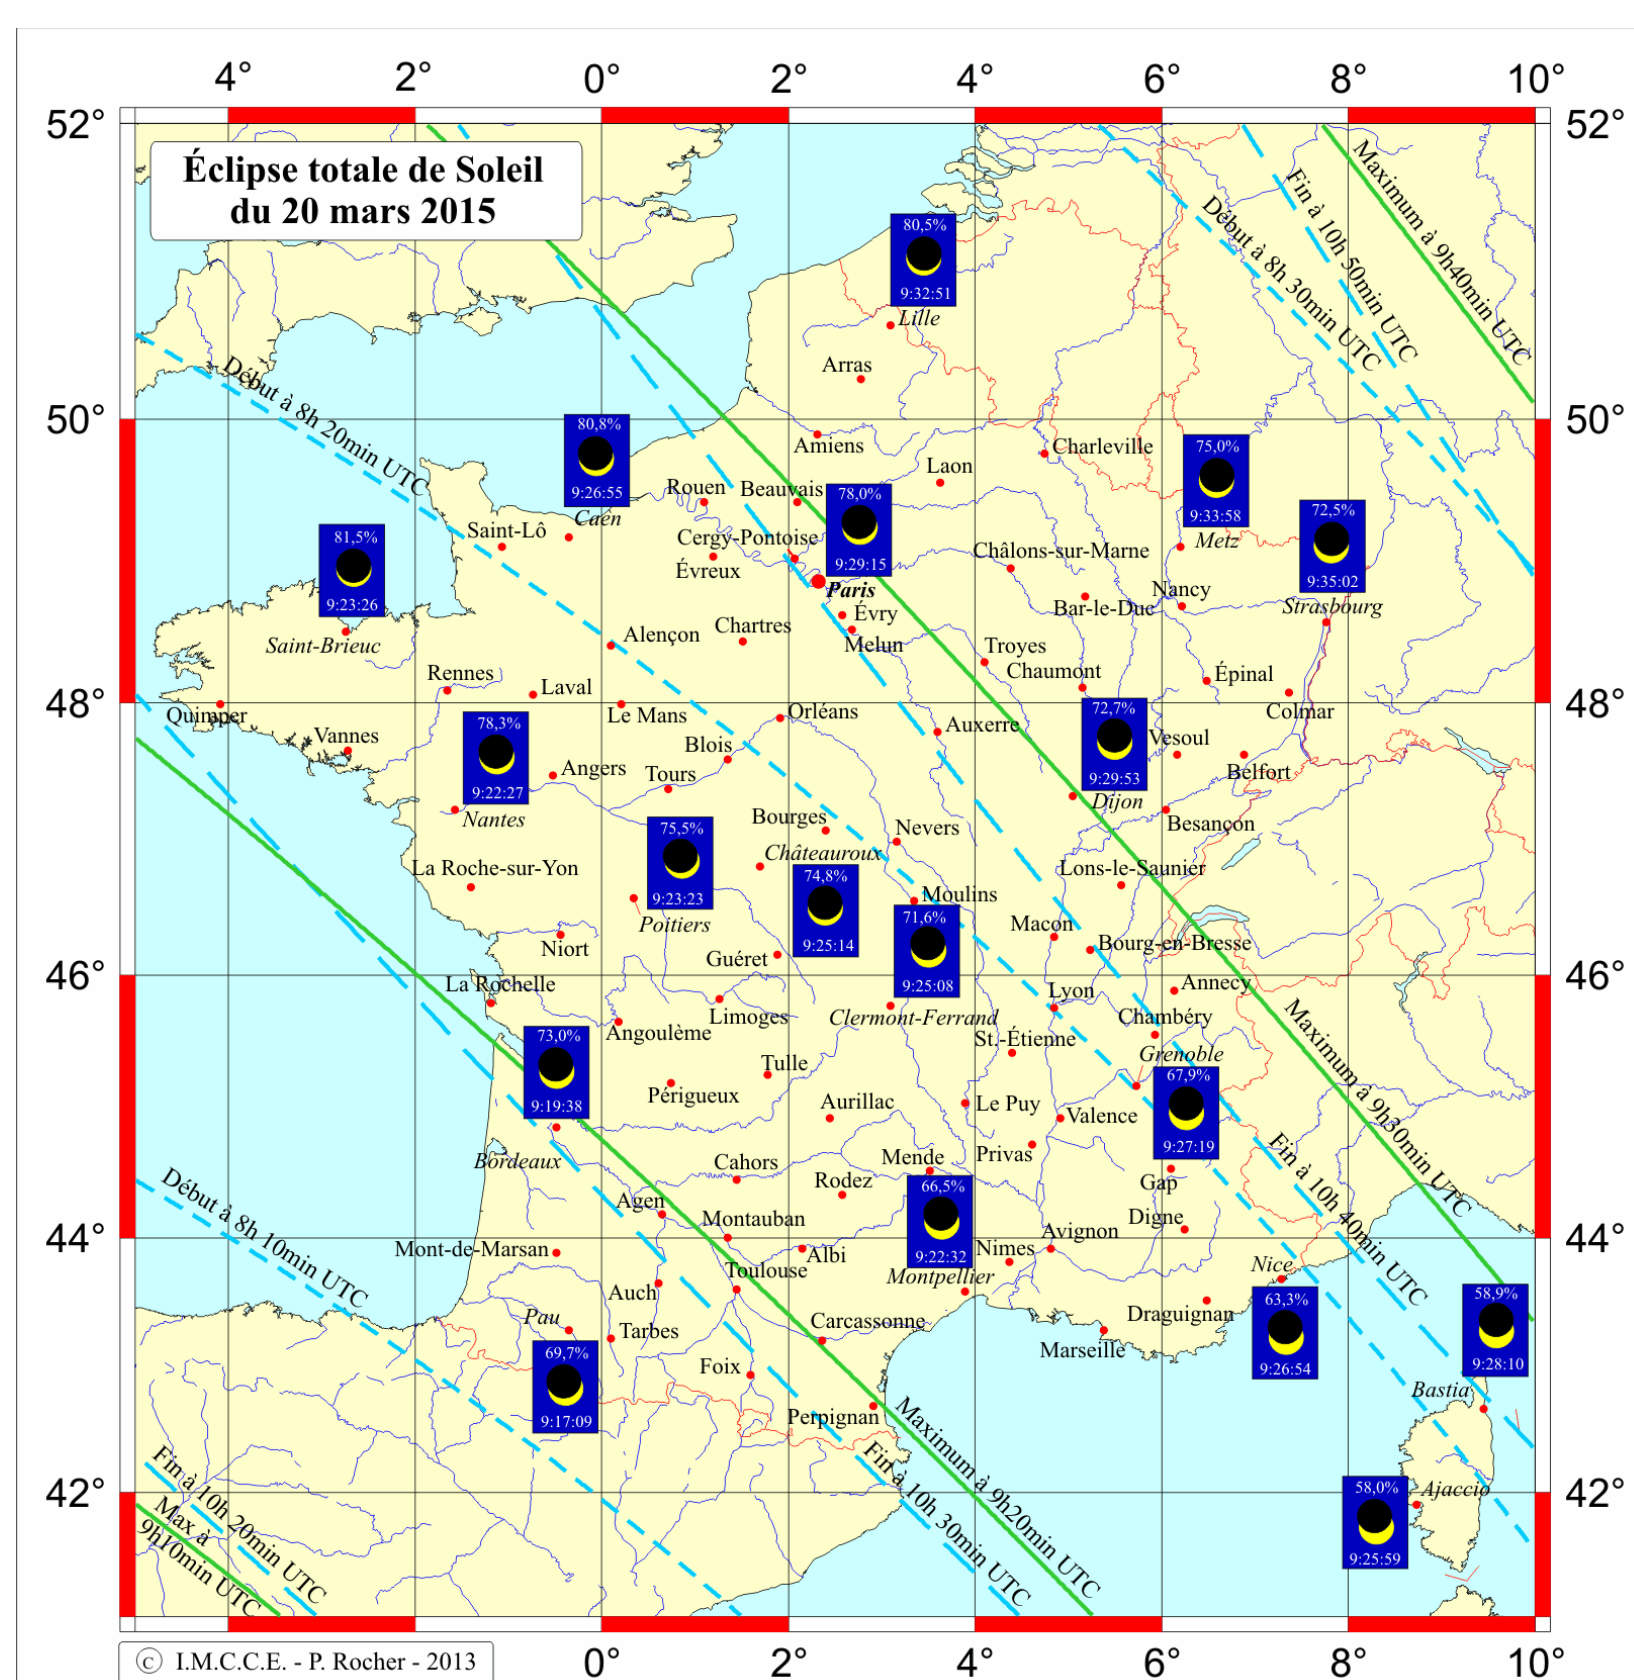 4° 2° 0° 2° 4° 6° 8° 10°
52° 52°
Éclipse totale de Soleil
du 20 mars 2015
Maximum à 9h40min UTC
Fin à 10h 50min UTC
Début à 8h 30min UTC
80,5%
9:32:51
Lille
Arras
Début à 8h 20min UTC
50° 50°
80,8%
9:26:55
Caen
Amiens
Charleville
75,0%
9:33:58
Metz
Laon
Rouen
Beauvais
78,0%
9:29:15
Paris
72,5%
9:35:02
Strasbourg
81,5%
9:23:26
Saint-Brieuc
Saint-Lô
Cergy-Pontoise
Évreux
Châlons-sur-Marne
Nancy
Bar-le-Duc
Évry
Melun
Chartres
Alençon
Troyes
Chaumont
Épinal
Rennes
Laval
48° 48°
Quimper
Le Mans
Orléans
Colmar
Auxerre
Vannes
78,3%
9:22:27
Nantes
Blois
72,7%
9:29:53
Dijon
Vesoul
Belfort
Angers
Tours
Bourges
Nevers
Besançon
75,5%
9:23:23
Poitiers
Châteauroux
74,8%
9:25:14
La Roche-sur-Yon
Lons-le-Saunier
Moulins
71,6%
9:25:08
Clermont-Ferrand
Macon
Bourg-en-Bresse
Niort
Guéret
46° 46°
La Rochelle
Annecy
Lyon
Limoges
Chambéry
Angoulême
St.-Étienne
Maximum à 9h30min UTC
73,0%
9:19:38
Bordeaux
Grenoble
67,9%
9:27:19
Tulle
Périgueux
Aurillac
Le Puy
Valence
Privas
Mende
Cahors
Rodez
Gap
Fin à 10h 40min UTC
Début à 8h 10min UTC
66,5%
9:22:32
Montpellier
Agen
Montauban
Digne
44° 44°
Avignon
Mont-de-Marsan
Albi
Nimes
Toulouse
Nice
63,3%
9:26:54
Auch
58,9%
9:28:10
Bastia
Pau
69,7%
9:17:09
Tarbes
Carcassonne
Draguignan
Marseille
Foix
Perpignan
Maximum à 9h20min UTC
Fin à 10h 30min UTC
Fin à 10h 20min UTC
42° 42°
58,0%
9:25:59
Ajaccio
Max à
9h10min UTC
© I.M.C.C.E. - P. Rocher - 2013
0° 2° 4° 6° 8° 10°